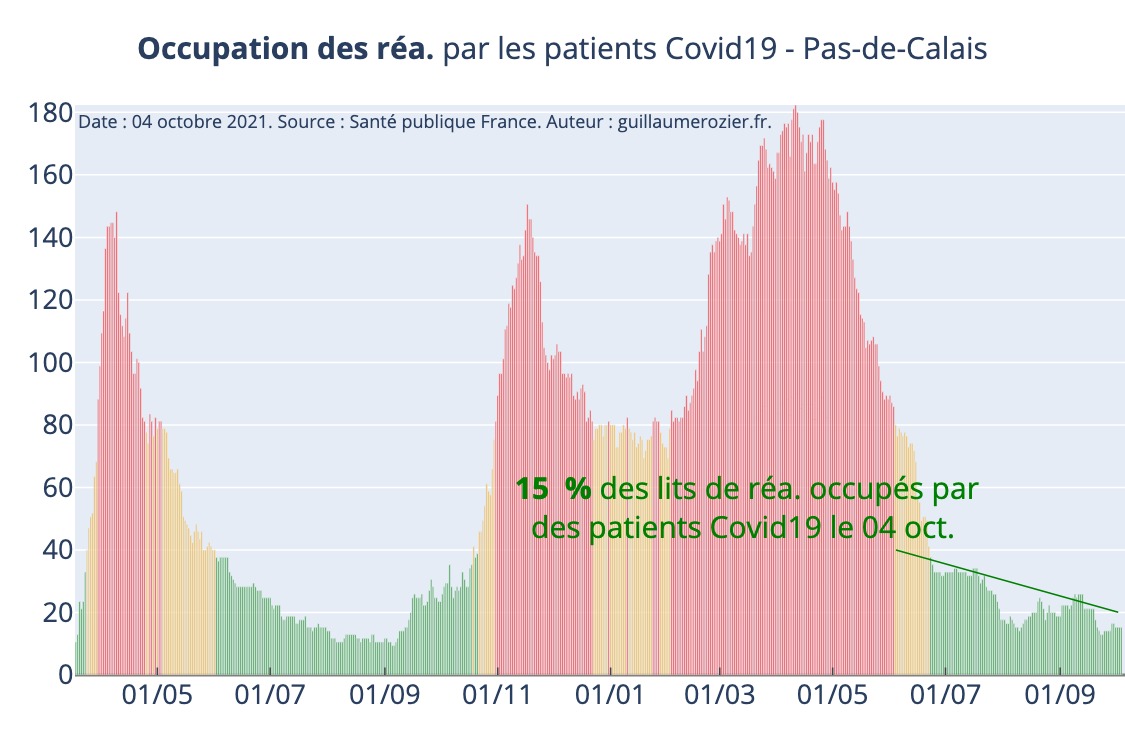 Occupation des réa. par les patients Covid19 - Pas-de-Calais
180
Date : 04 octobre 2021. Source : Santé publique France. Auteur : guillaumerozier.fr.
160
140
120
100
80
60
15  % des lits de réa. occupés par
des patients Covid19 le 04 oct.
40
20
0
01/05 01/07 01/09 01/11 01/01 01/03 01/05 01/07 01/09